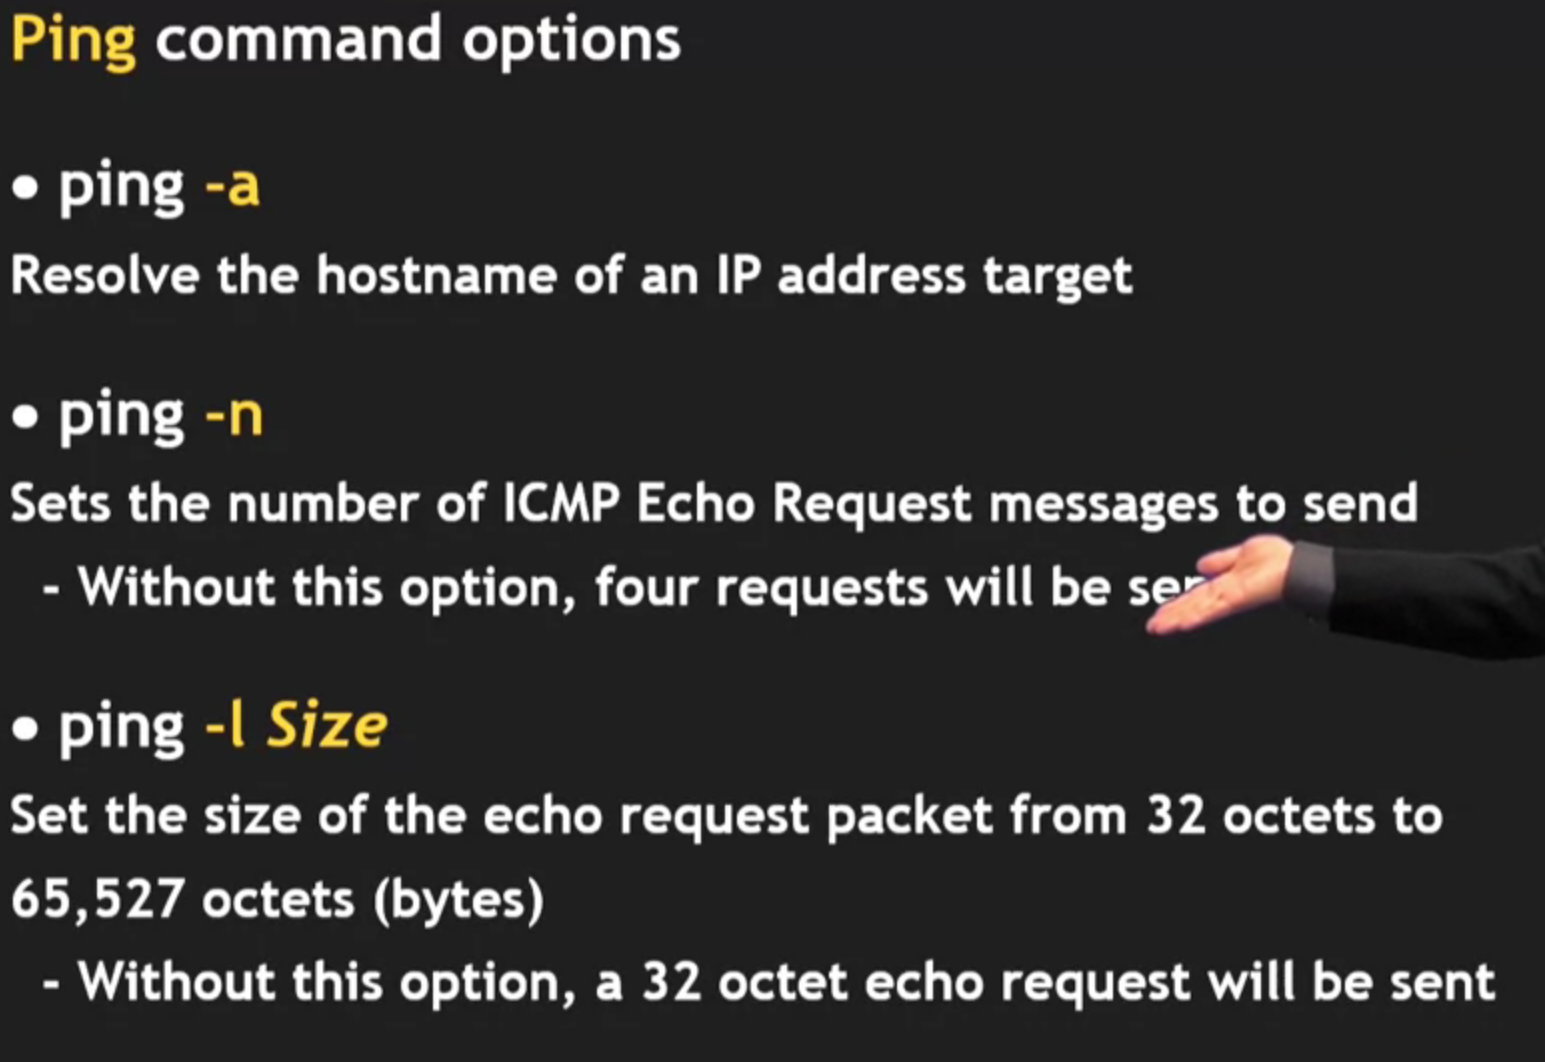 Ping command options
• ping -a
Resolve the hostname of an IP address target
• ping -n
Sets the number of ICMP Echo Request messages to send
- Without this option, four requests will be
• ping -l Size
Set the size of the echo request packet from 32 octets to
65,527 octets (bytes)
- Without this option, a 32 octet echo request will be sent